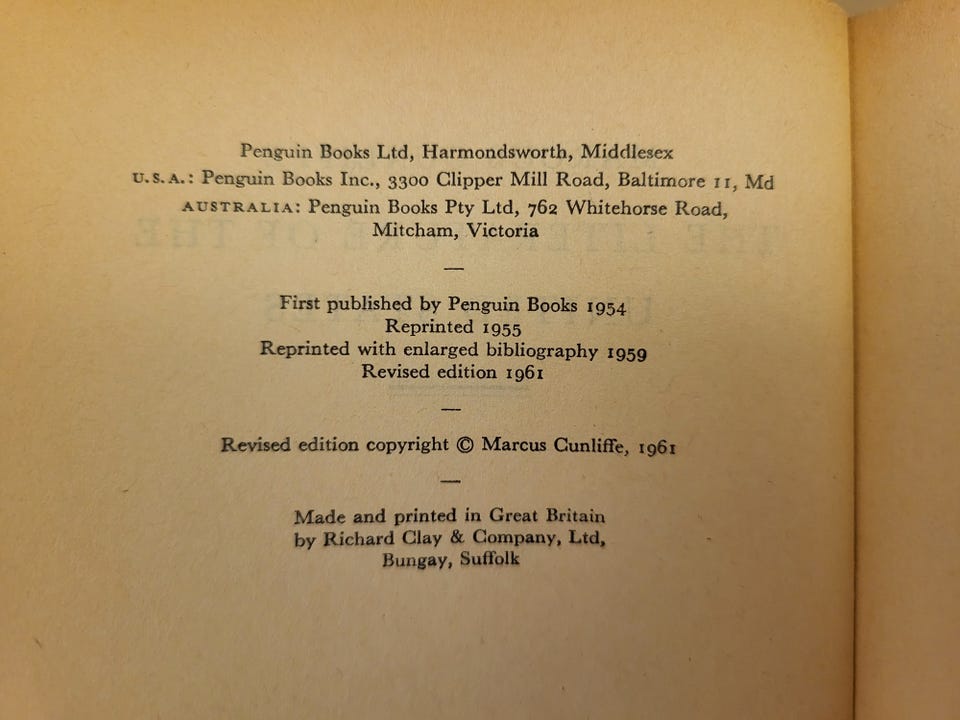 Penguin Books Ltd, Harmondsworth, Middlesex
U.S.A.: Penguin Books Inc., 3300 Clipper Mill Road, Baltimore 11, Md
AUSTRALIA: Penguin Books Pty Ltd, 762 Whitehorse Road,
Mitcham, Victoria
—
First published by Penguin Books 1954
Reprinted 1955
Reprinted with enlarged bibliography 1959
Revised edition 1961
—
Revised edition copyright © Marcus Cunliffe, 1961
—
Made and printed in Great Britain
by Richard Clay & Company, Ltd,
Bungay, Suffolk